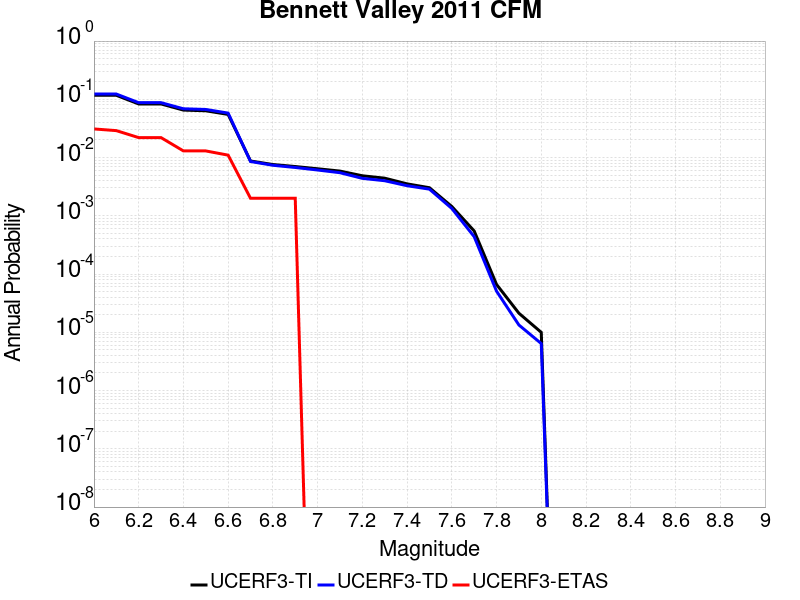 Bennett Valley 2011 CFM
10^0
10^-1
10^-2
10^-3
10^-4
10^-5
10^-6
10^-7
10^-8
Annual Probability
6 6.2 6.4 6.6 6.8 7 7.2 7.4 7.6 7.8 8 8.2 8.4 8.6 8.8 9
Magnitude
UCERF3-TI UCERF3-TD UCERF3-ETAS